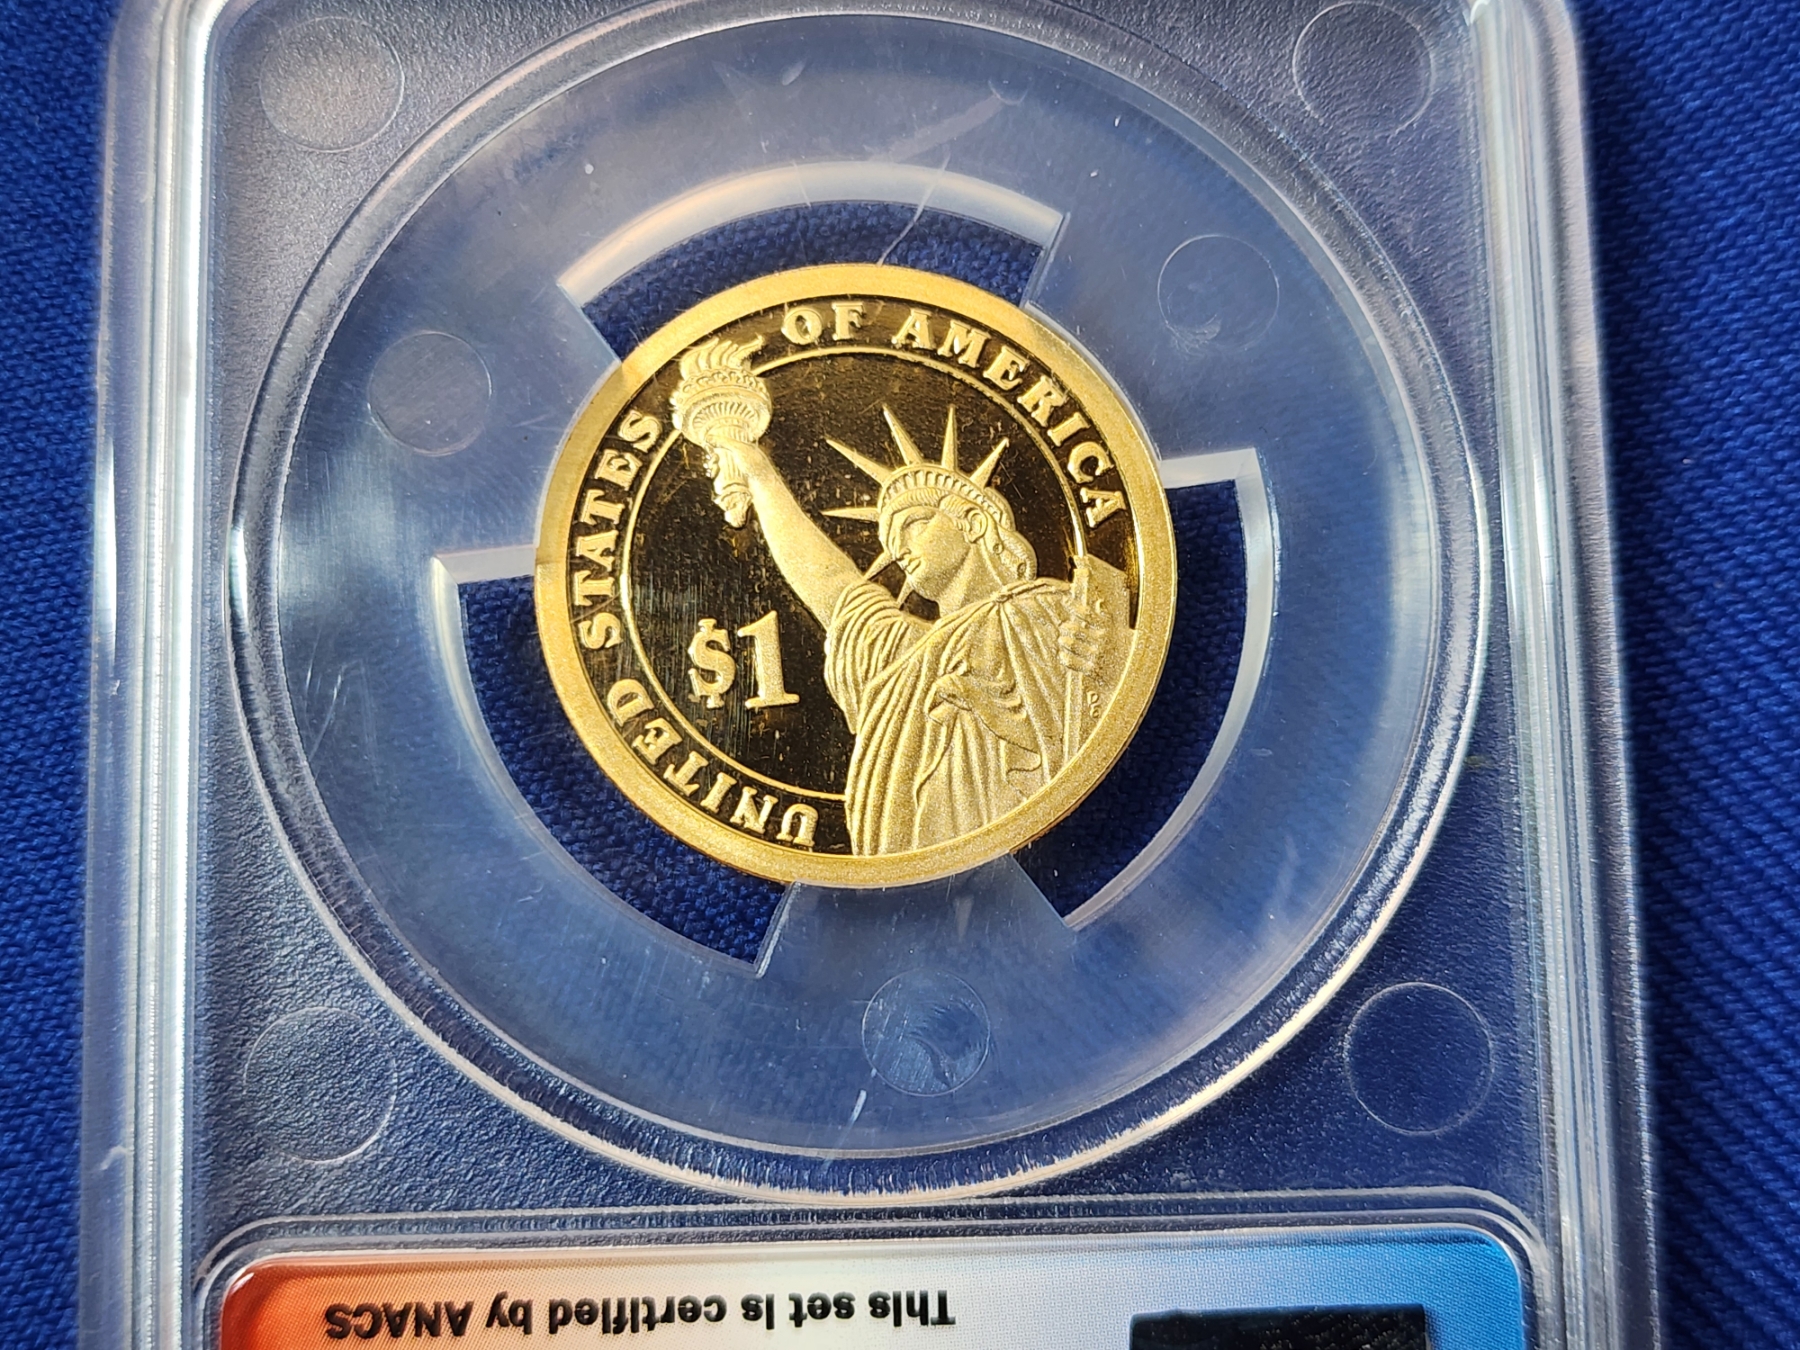 UNITED STATES OF AMERICA
$1
This set is certified by ANACS